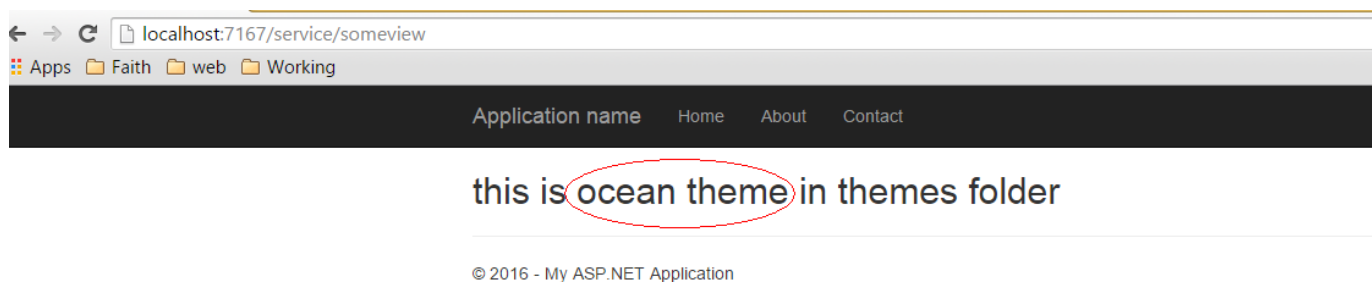 localhost:7167/service/someview
Apps Faith web Working
Application name Home About Contact
this is ocean theme in themes folder
© 2016 - My ASP.NET Application